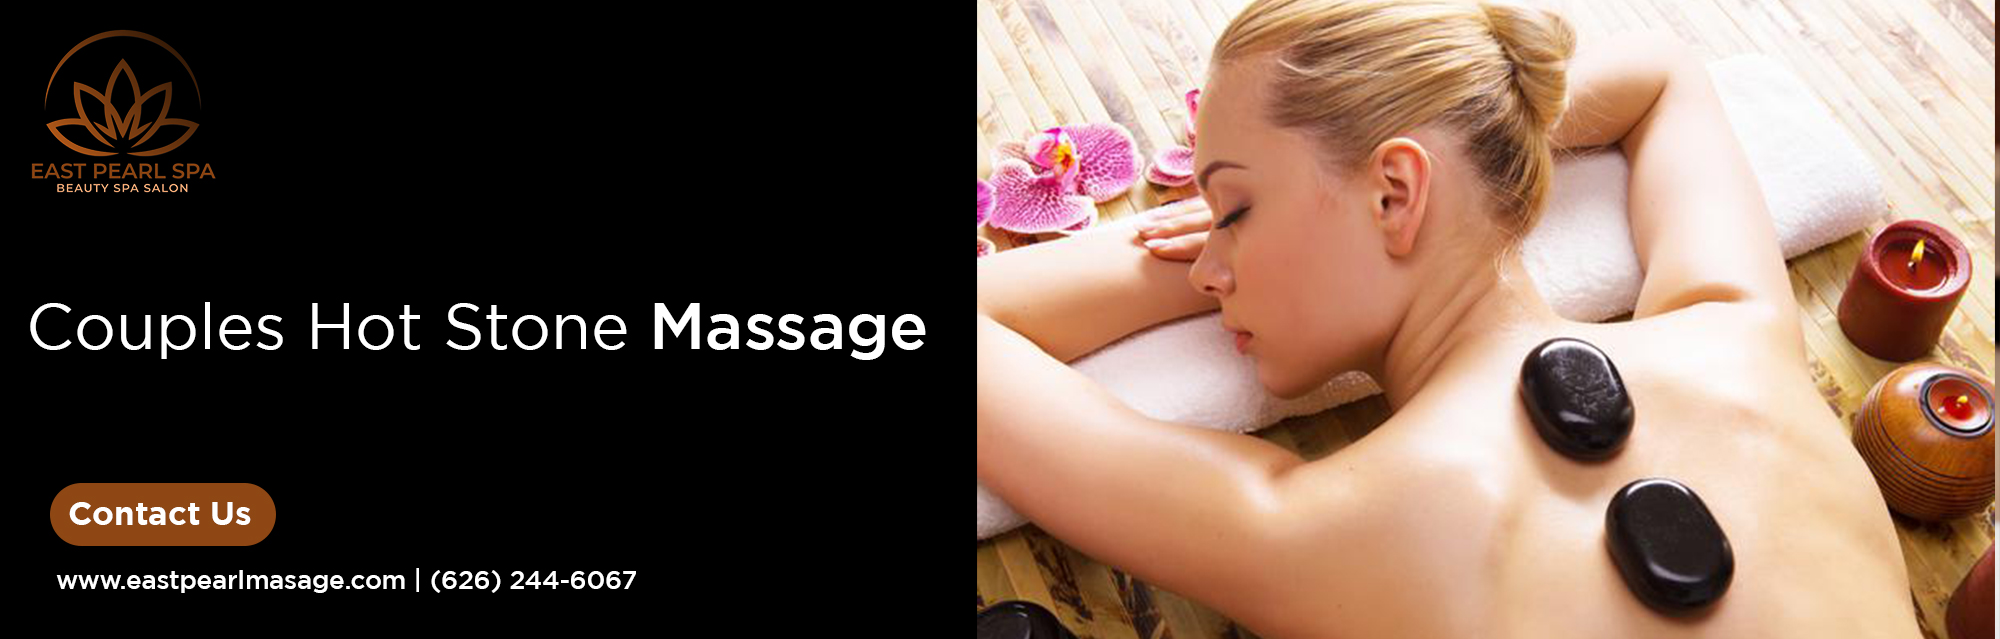 EAST PEARL SPA
BEAUTY SPA SALON
Couples Hot Stone Massage
Contact Us
www.eastpearlmasage.com | (626) 244-6067